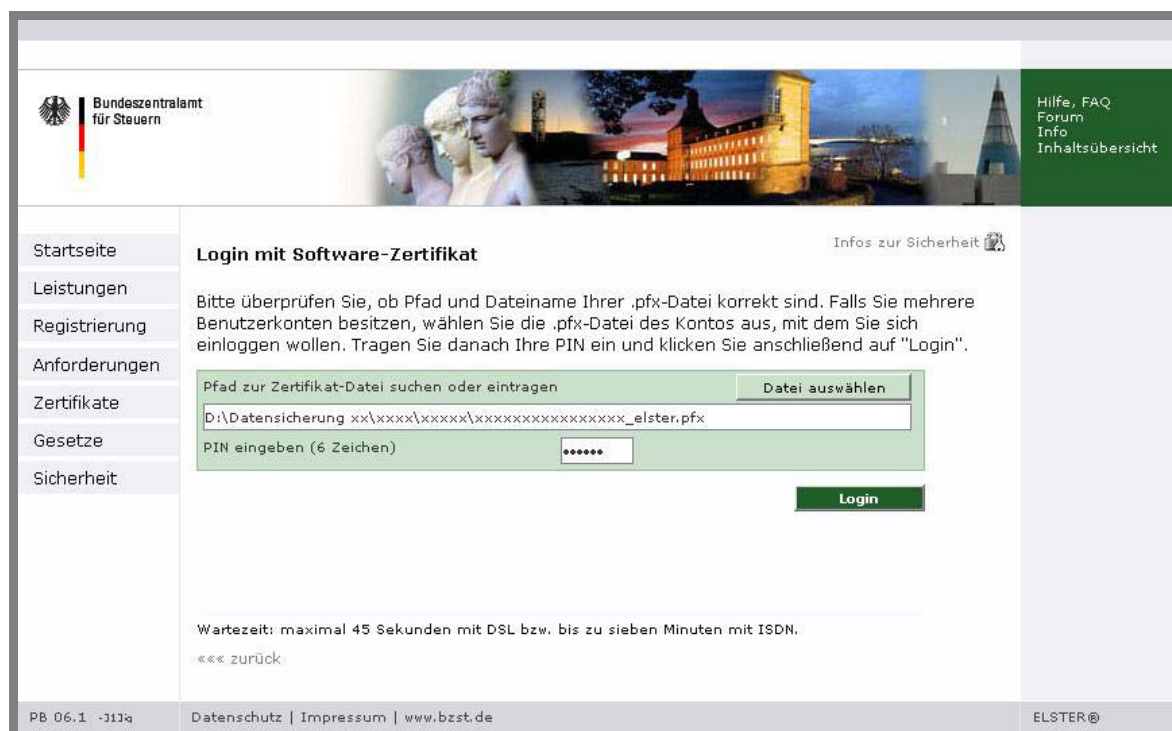 Bundeszentralamt
für Steuern
Hilfe, FAQ
Forum
Info
Inhaltsübersicht
Startseite
Leistungen
Registrierung
Anforderungen
Zertifikate
Gesetze
Sicherheit
Infos zur Sicherheit
Login mit Software-Zertifikat
Bitte überprüfen Sie, ob Pfad und Dateiname Ihrer .pfx-Datei korrekt sind. Falls Sie mehrere
Benutzerkonten besitzen, wählen Sie die .pfx-Datei des Kontos aus, mit dem Sie sich
einloggen wollen. Tragen Sie danach Ihre PIN ein und klicken Sie anschließend auf "Login".
Pfad zur Zertifikat-Datei suchen oder eintragen
Datei auswählen
D:\Datensicherung xx\xxxx\xxxxx\xxxxxxxxxxxxxxxx_elster.pfx
PIN eingeben (6 Zeichen)
••••••
Login
Wartezeit: maximal 45 Sekunden mit DSL bzw. bis zu sieben Minuten mit ISDN.
««« zurück
PB 06.1
Datenschutz | Impressum | www.bzst.de
ELSTER®